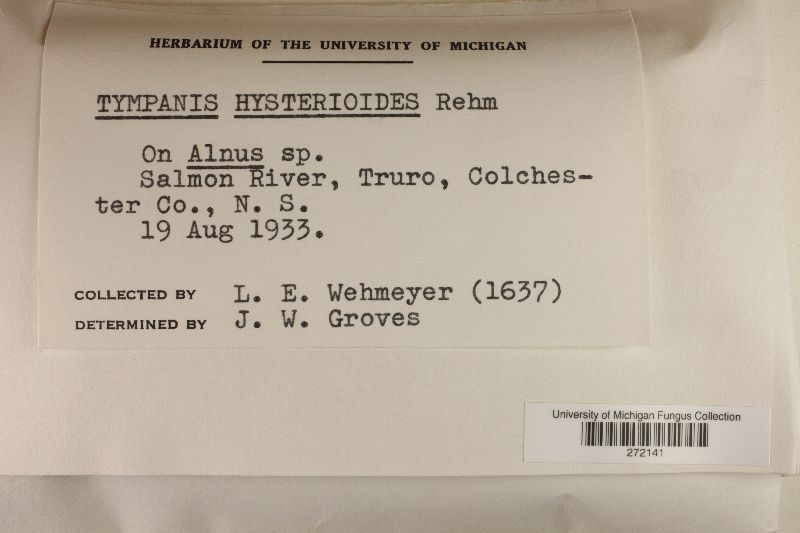 HERBARIUM OF THE UNIVERSITY OF MICHIGAN
TYMPANIS HYSTERIOIDES Rehm
On Alnus sp.
Salmon River, Truro, Colches-
ter Co., N. S.
19 Aug 1933.
COLLECTED BY L. E. Wehmeyer (1637)
DETERMINED BY J. W. Groves
University of Michigan Fungus Collection
272141